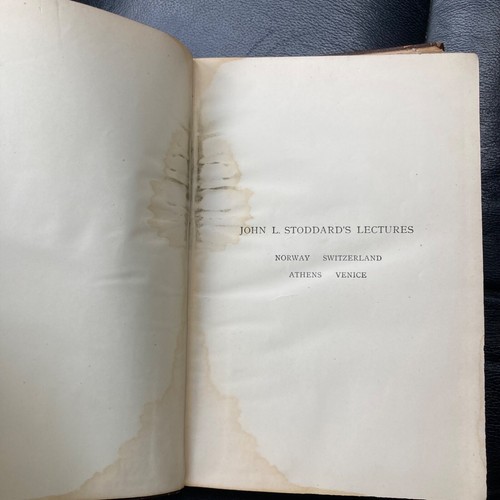 JOHN L. STODDARD'S LECTURES
NORWAY SWITZERLAND
ATHENS VENICE